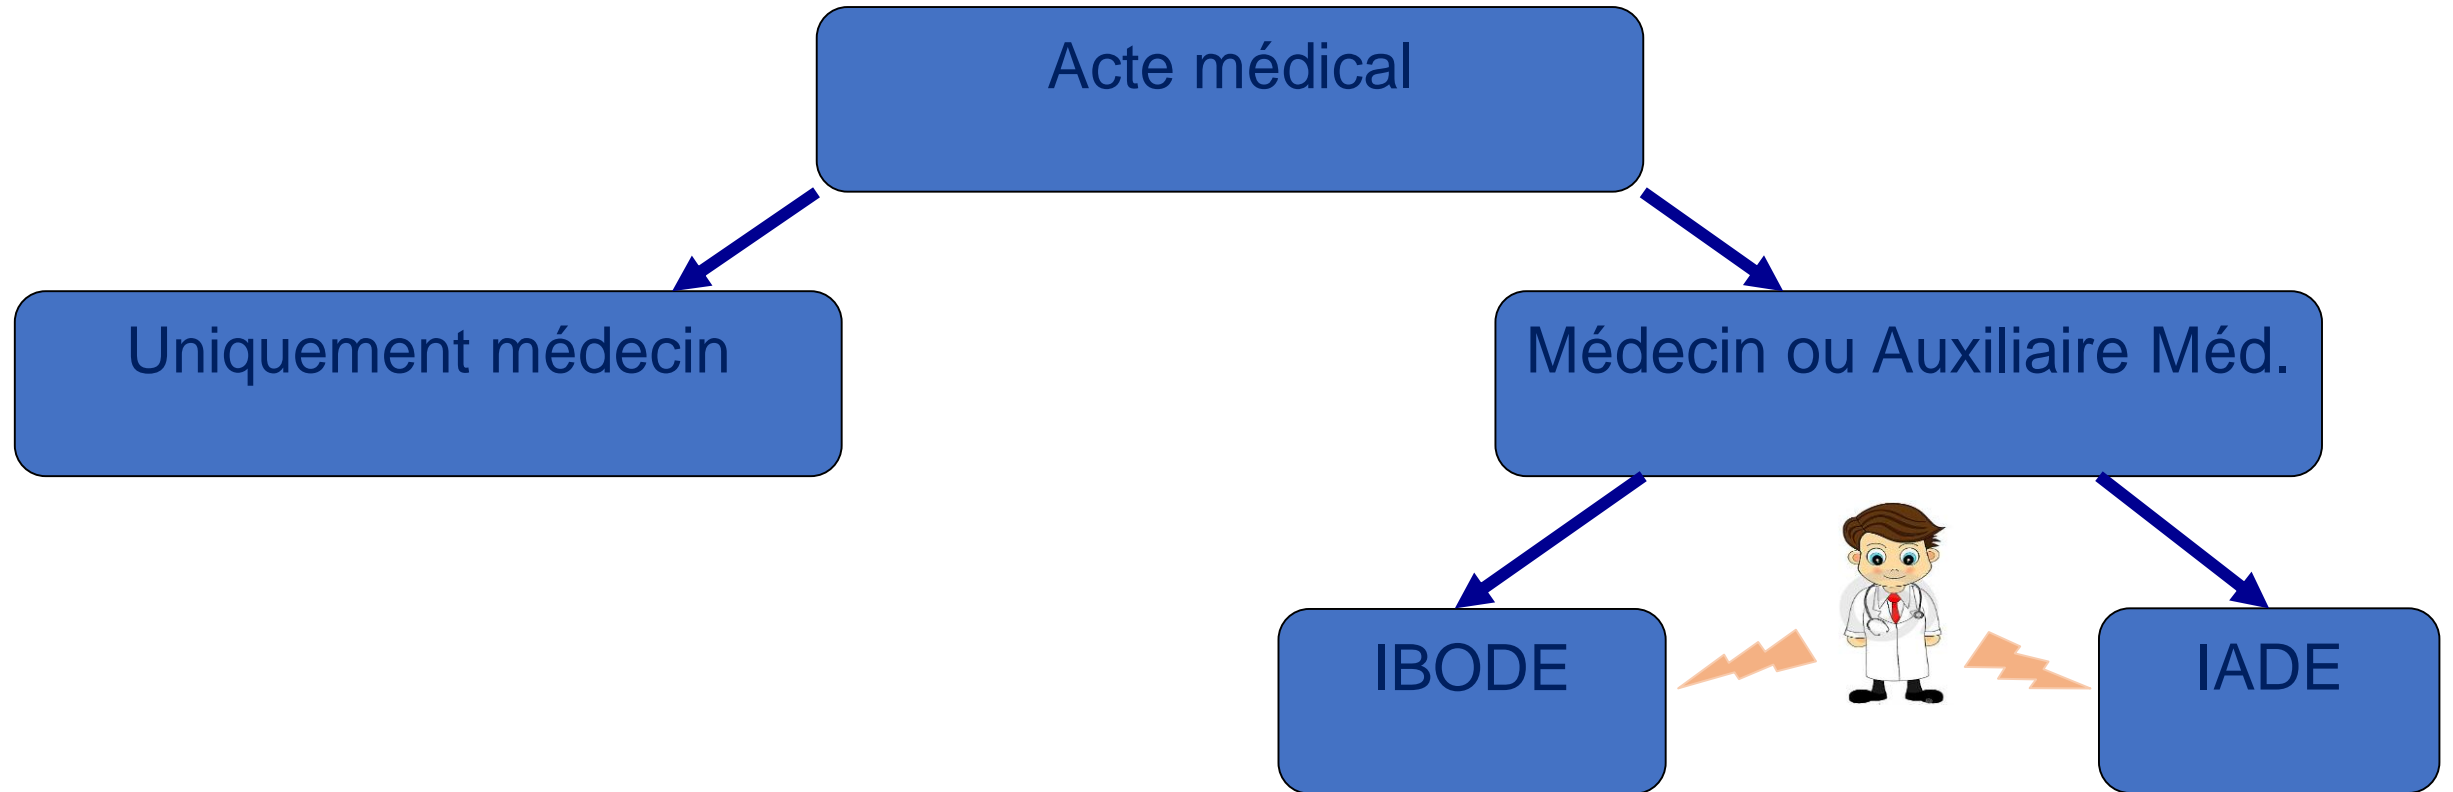 Acte médical
Uniquement médecin
Médecin ou Auxiliaire Méd.
IBODE
IADE